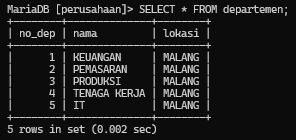 MariaDB [perusahaan]> SELECT * FROM departemen;
+--------+--------------+--------+
| no_dep | nama         | lokasi |
+--------+--------------+--------+
|      1 | KEUANGAN     | MALANG |
|      2 | PEMASARAN    | MALANG |
|      3 | PRODUKSI     | MALANG |
|      4 | TENAGA KERJA | MALANG |
|      5 | IT           | MALANG |
+--------+--------------+--------+
5 rows in set (0.002 sec)